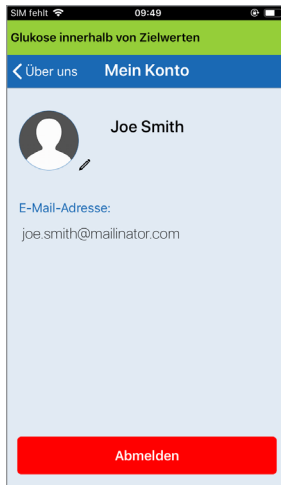 SIM fehlt 09:49
Glukose innerhalb von Zielwerten
Über uns Mein Konto
Joe Smith
E-Mail-Adresse:
joe.smith@mailinator.com
Abmelden